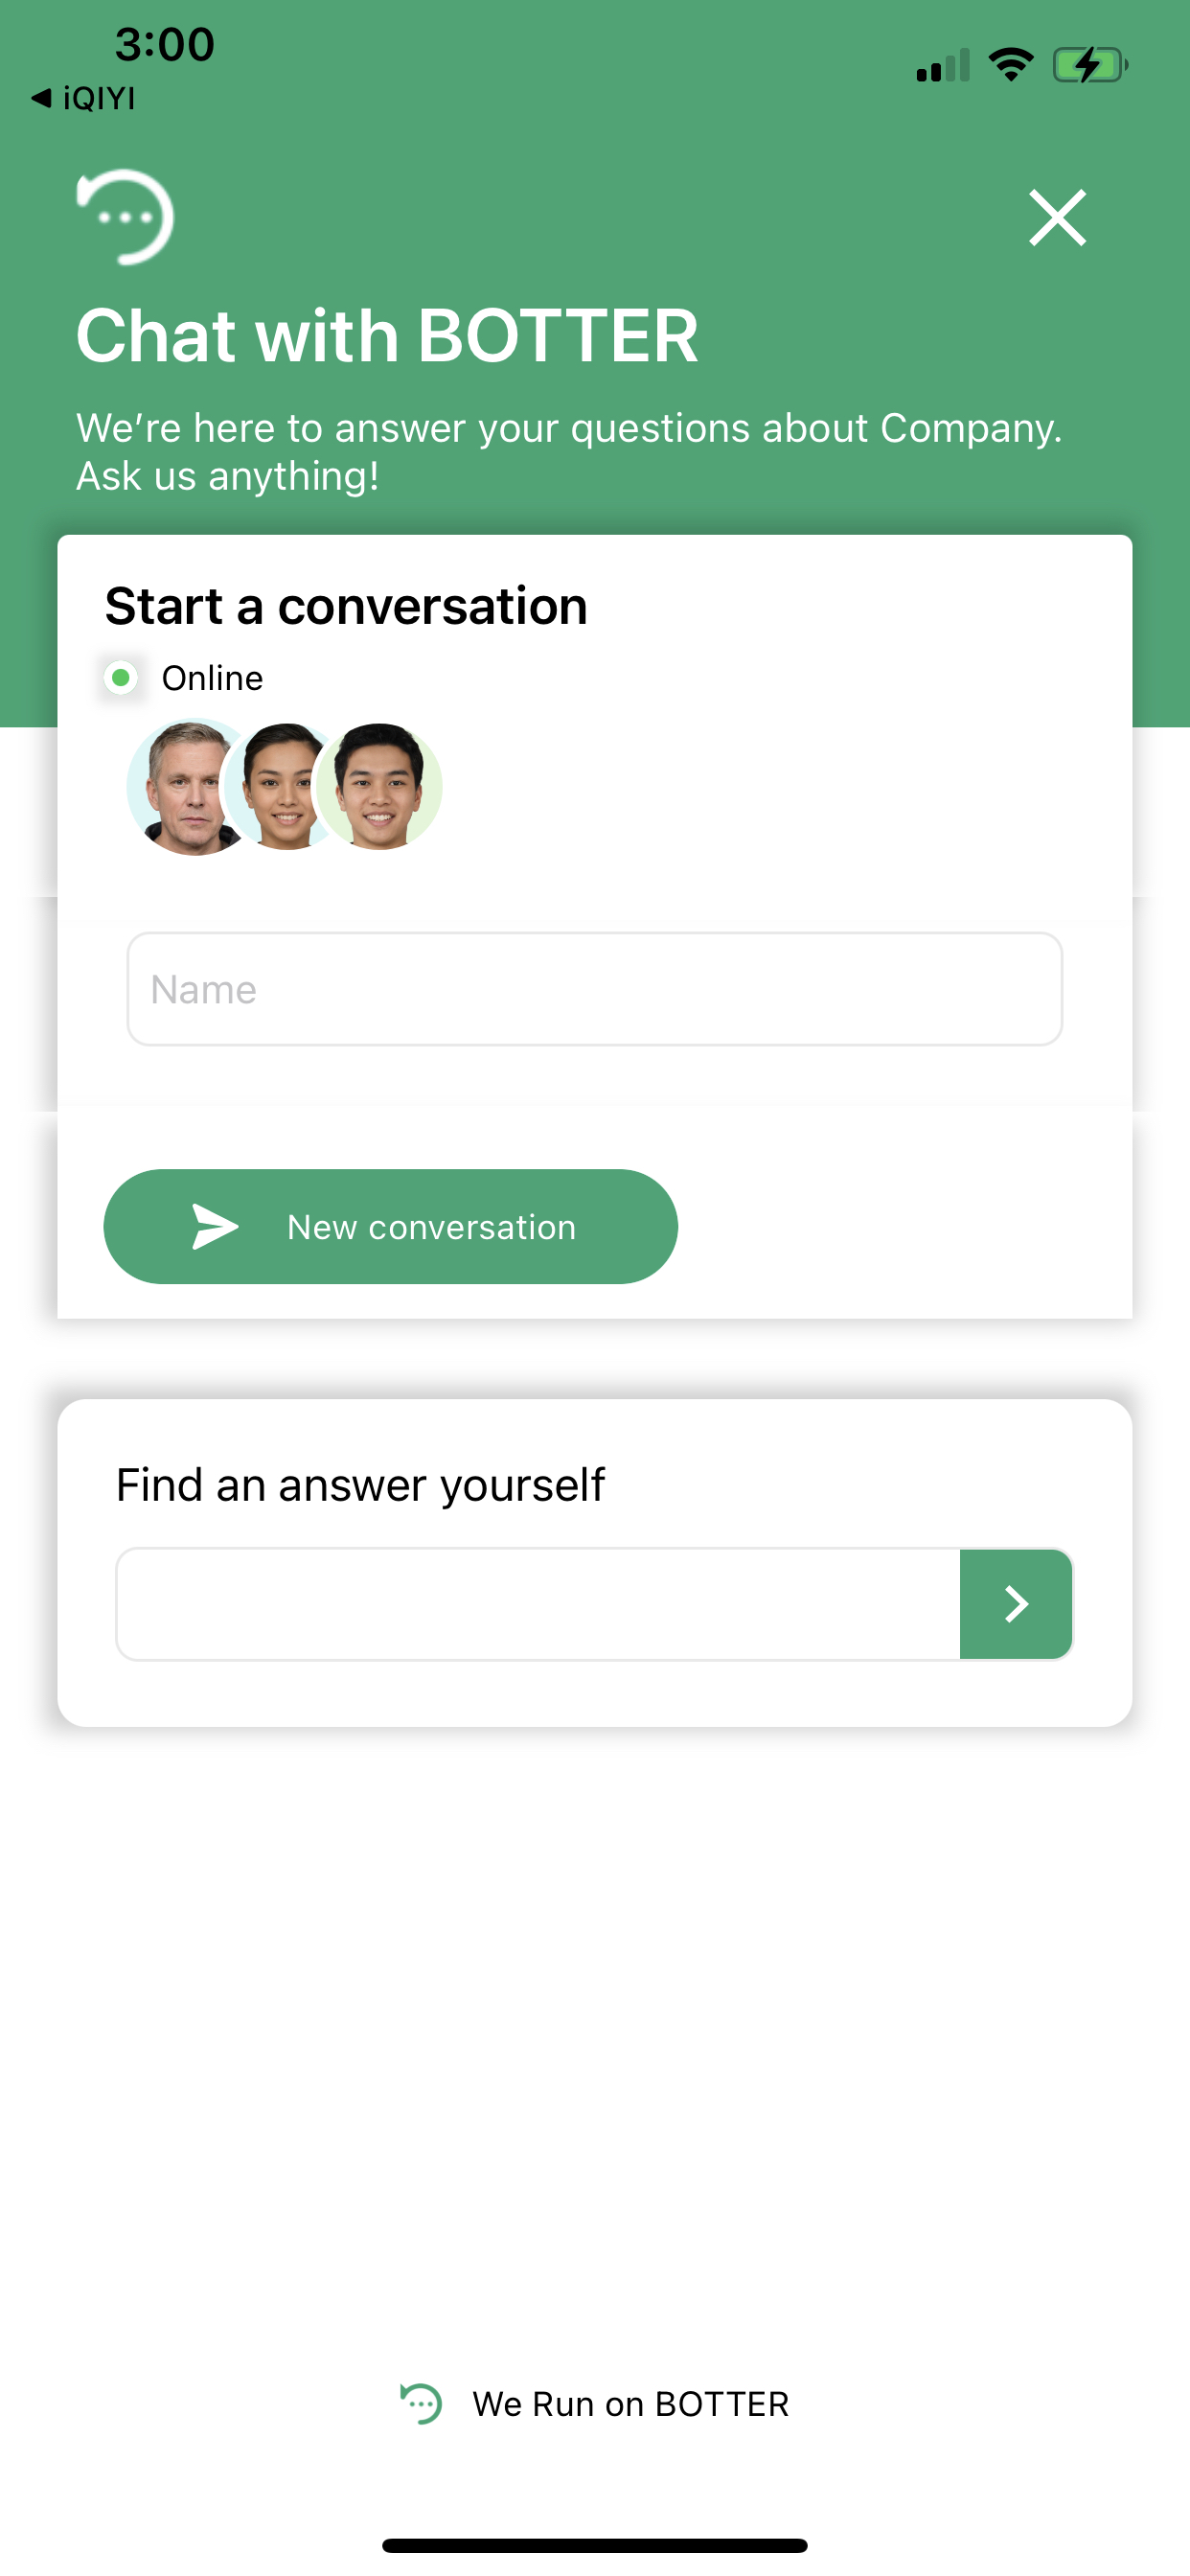 3:00
◀ iQIYI
Chat with BOTTER
We're here to answer your questions about Company.
Ask us anything!
Start a conversation
Online
Name
New conversation
Find an answer yourself
We Run on BOTTER